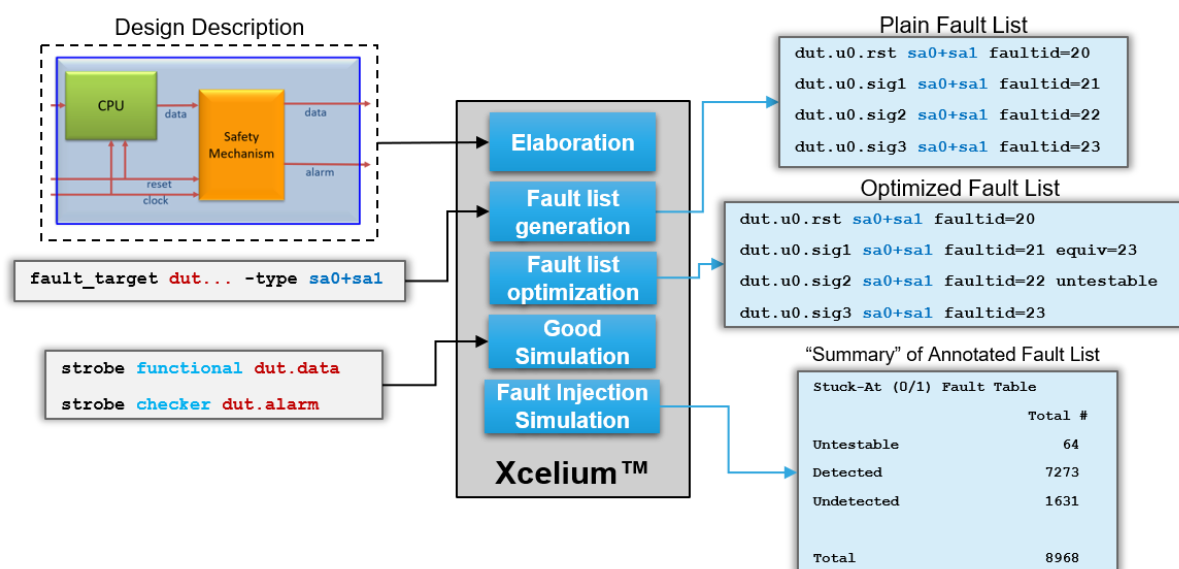 Design Description
CPU
data
Safety
Mechanism
data
alarm
reset
clock
fault_target dut... -type sa0+sa1
strobe functional dut.data
strobe checker dut.alarm
Elaboration
Fault list
generation
Fault list
optimization
Good
Simulation
Fault Injection
Simulation
Xcelium™
Plain Fault List
dut.u0.rst sa0+sa1 faultid=20
dut.u0.sig1 sa0+sa1 faultid=21
dut.u0.sig2 sa0+sa1 faultid=22
dut.u0.sig3 sa0+sa1 faultid=23
Optimized Fault List
dut.u0.rst sa0+sa1 faultid=20
dut.u0.sig1 sa0+sa1 faultid=21 equiv=23
dut.u0.sig2 sa0+sa1 faultid=22 untestable
dut.u0.sig3 sa0+sa1 faultid=23
“Summary” of Annotated Fault List
Stuck-At (0/1) Fault Table
Total #
Untestable 64
Detected 7273
Undetected 1631
Total 8968